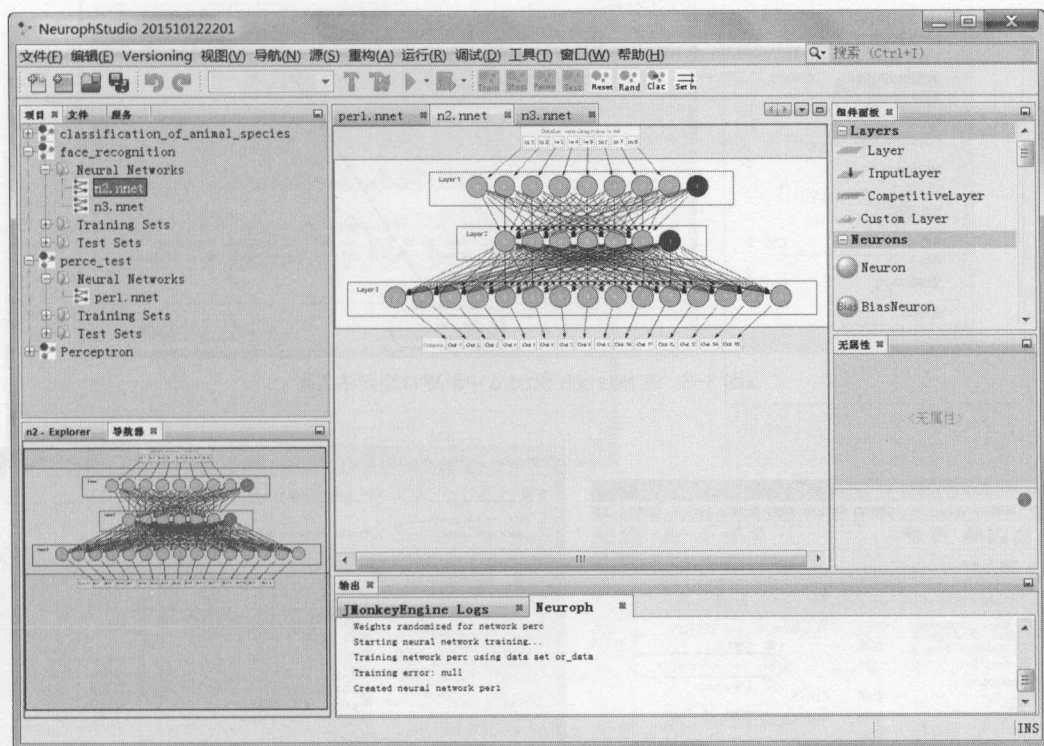 NeurophStudio 201510122201
文件(F) 编辑(E) Versioning 视图(V) 导航(N) 源(S) 重构(A) 运行(R) 调试(D) 工具(T) 窗口(W) 帮助(H)
搜索 (Ctrl+I)
Reset Rand Clac Set In
项目 文件 服务
classification_of_animal_species
face_recognition
Neural Networks
n2.nnet
n3.nnet
Training Sets
Test Sets
perce_test
Neural Networks
per1.nnet
Training Sets
Test Sets
Perceptron
n2 - Explorer 导航器
per1.nnet n2.nnet n3.nnet
Layer 1
Layer 2
Layer 3
组件面板
Layers
Layer
InputLayer
CompetitiveLayer
Custom Layer
Neurons
Neuron
Bias BiasNeuron
无属性
<无属性>
输出
JMonkeyEngine Logs Neuroph
Weights randomized for network perc
Starting neural network training...
Training network perc using data set or_data
Training error: null
Created neural network per1
INS